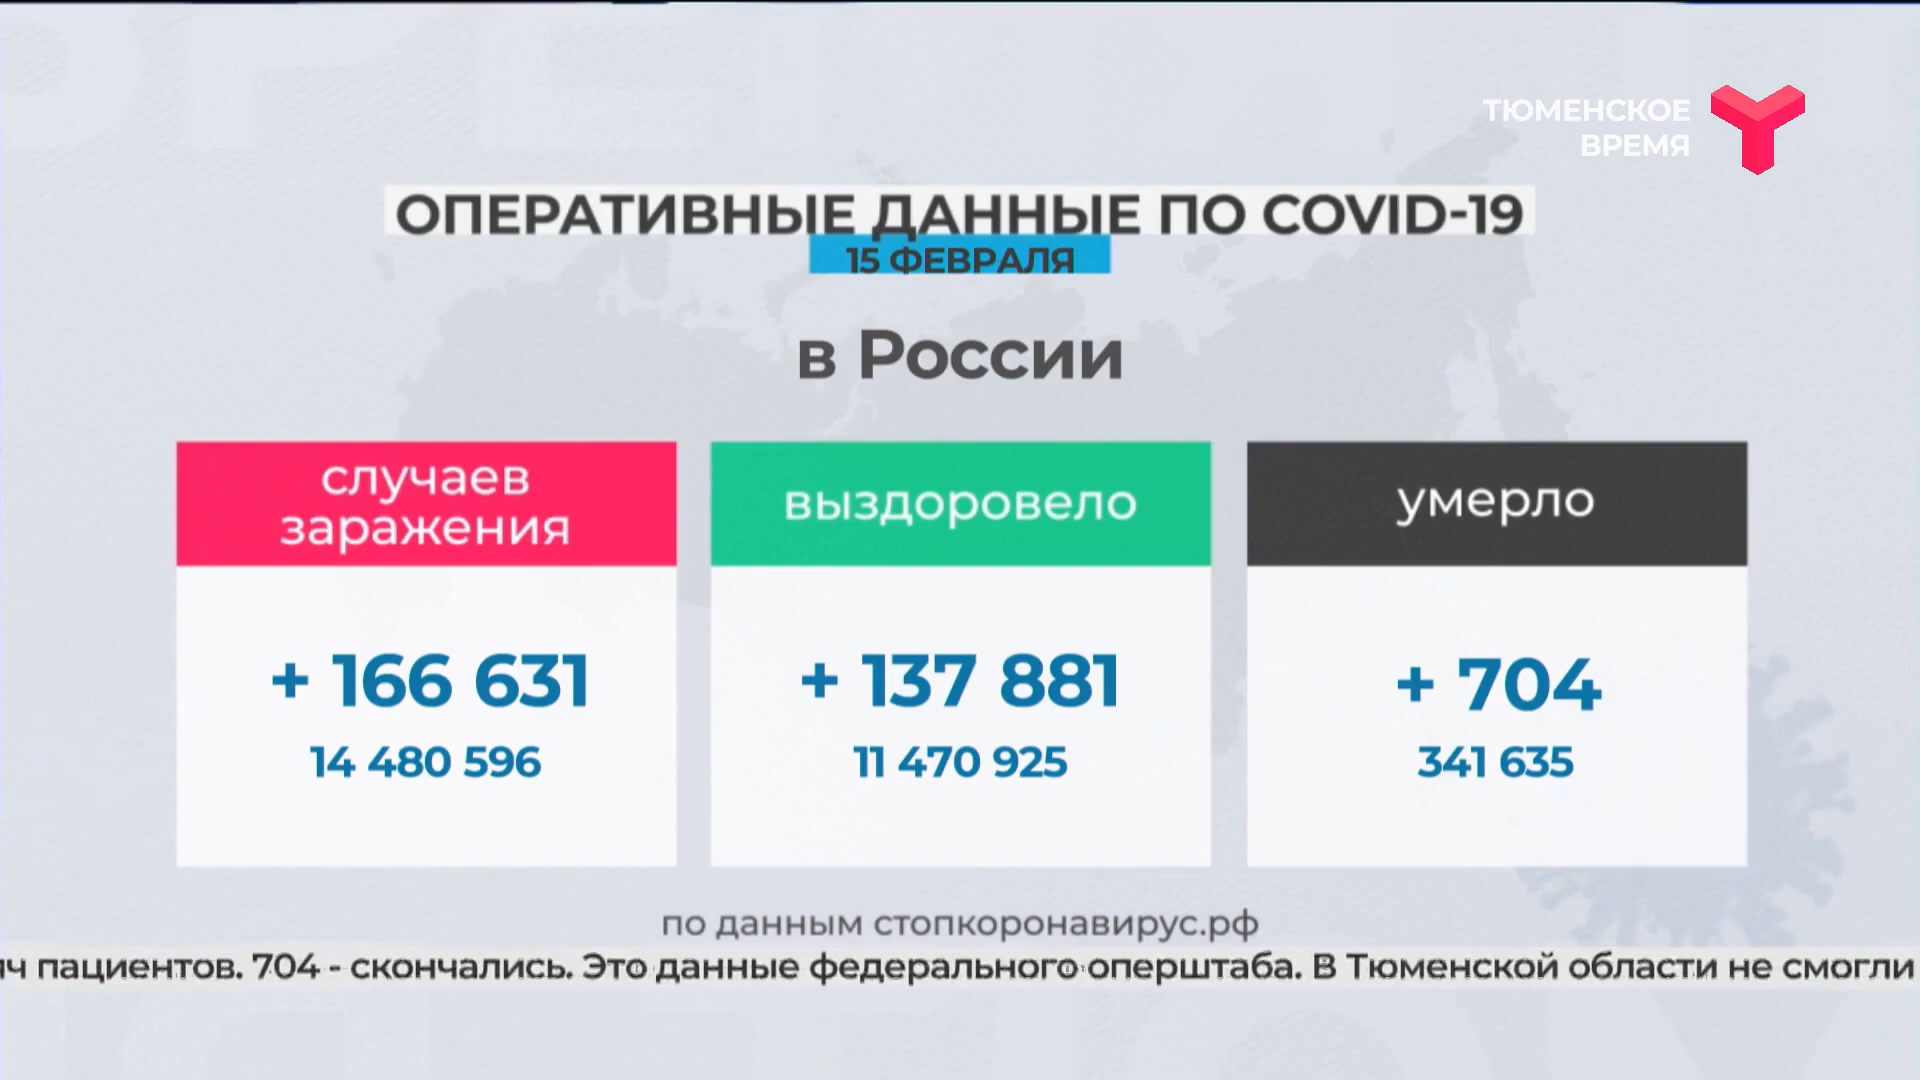 ТЮМЕНСКОЕ
ВРЕМЯ
ОПЕРАТИВНЫЕ ДАННЫЕ ПО COVID-19
15 ФЕВРАЛЯ
в России
случаев
заражения
+ 166 631
14 480 596
выздоровело
+ 137 881
11 470 925
умерло
+ 704
341 635
по данным стопкоронавирус.рф
пациентов. 704 - скончались. Это данные федерального оперштаба. В Тюменской области не смогли